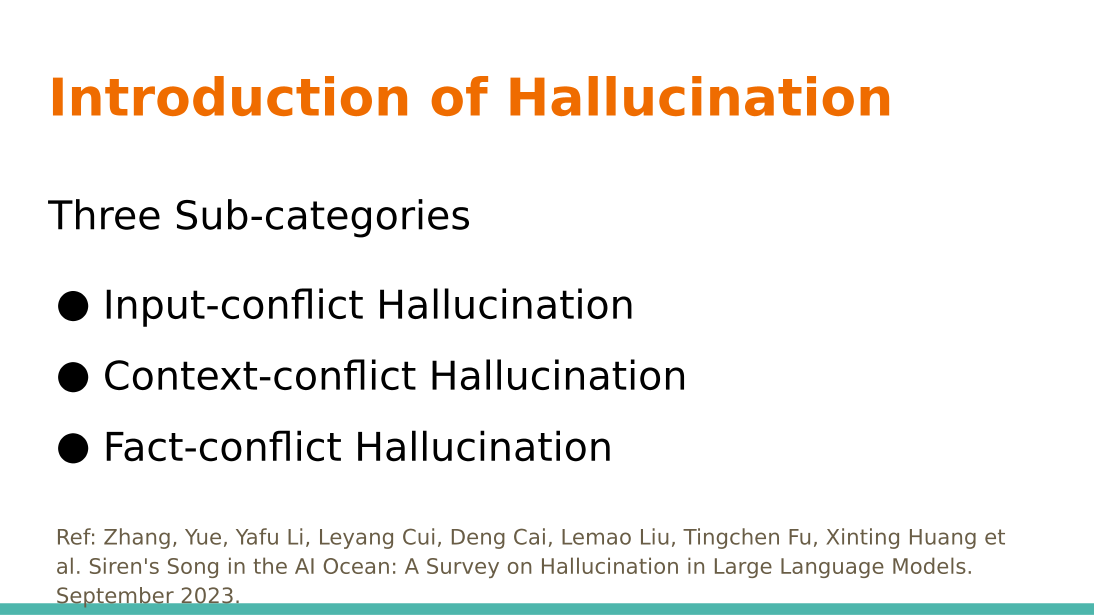 Introduction of Hallucination
Three Sub-categories
● Input-conflict Hallucination
● Context-conflict Hallucination
● Fact-conflict Hallucination
Ref: Zhang, Yue, Yafu Li, Leyang Cui, Deng Cai, Lemao Liu, Tingchen Fu, Xinting Huang et
al. Siren's Song in the AI Ocean: A Survey on Hallucination in Large Language Models.
September 2023.